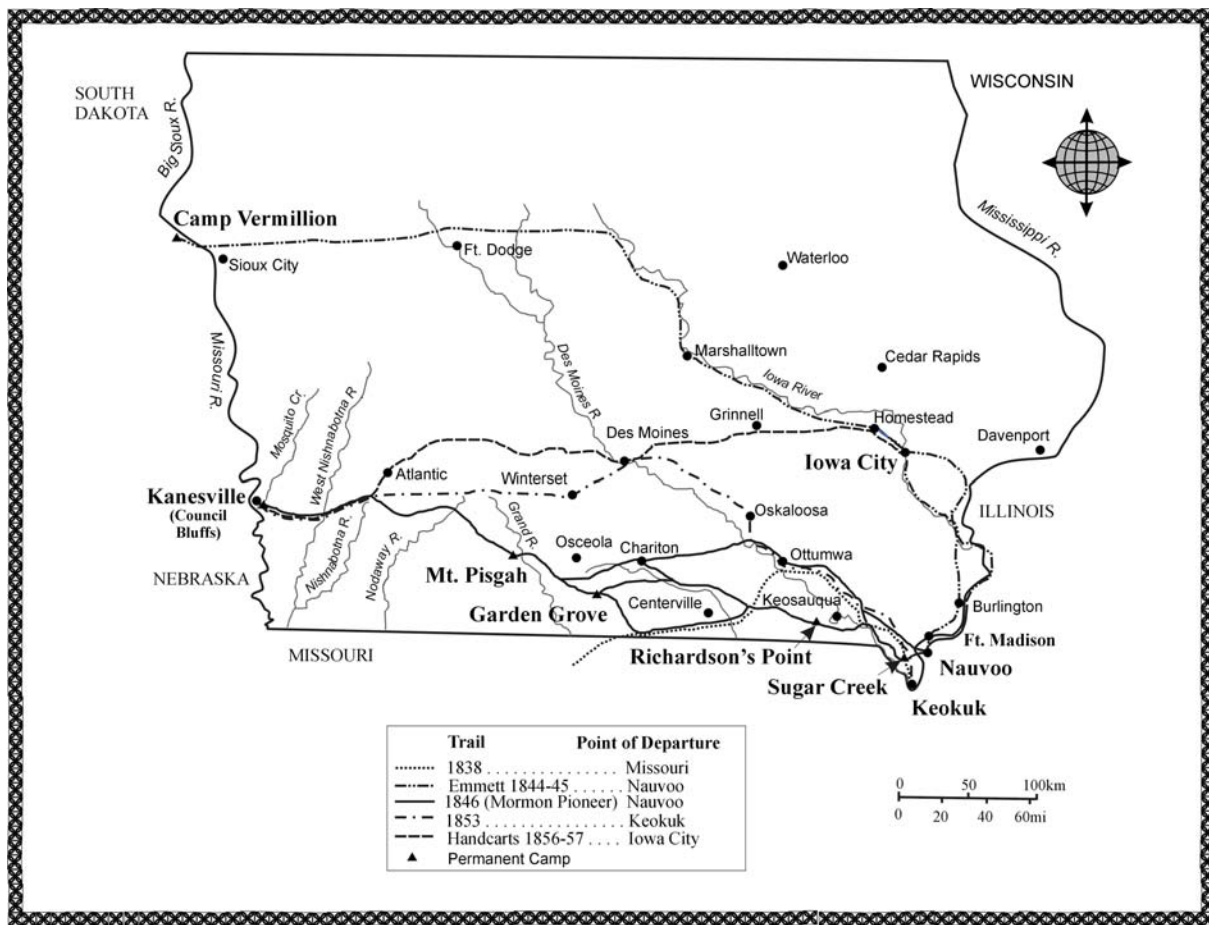 WISCONSIN
SOUTH
DAKOTA
Big Sioux R.
Mississippi R.
Camp Vermillion
Sioux City
Ft. Dodge
Waterloo
Missouri R.
Des Moines R.
Marshalltown
Iowa River
Cedar Rapids
Mosquito Cr.
West Nishnabotna R
Grinnell
Homestead
Des Moines
Davenport
Iowa City
Atlantic
Winterset
Kanesville
(Council
Bluffs)
Oskaloosa
ILLINOIS
Nishnabotna R.
Nodaway R.
Grand R.
Osceola
Chariton
Ottumwa
NEBRASKA
Mt. Pisgah
Garden Grove
Centerville
Keosauqua
Burlington
Ft. Madison
MISSOURI
Richardson's Point
Nauvoo
Sugar Creek
Keokuk
Trail Point of Departure
1838 . . . . . . . . . . . . . . . Missouri
Emmett 1844-45 . . . . . . Nauvoo
1846 (Mormon Pioneer) Nauvoo
1853 . . . . . . . . . . . . . . . . Keokuk
Handcarts 1856-57 . . . . Iowa City
Permanent Camp
0 50 100km
0 20 40 60mi